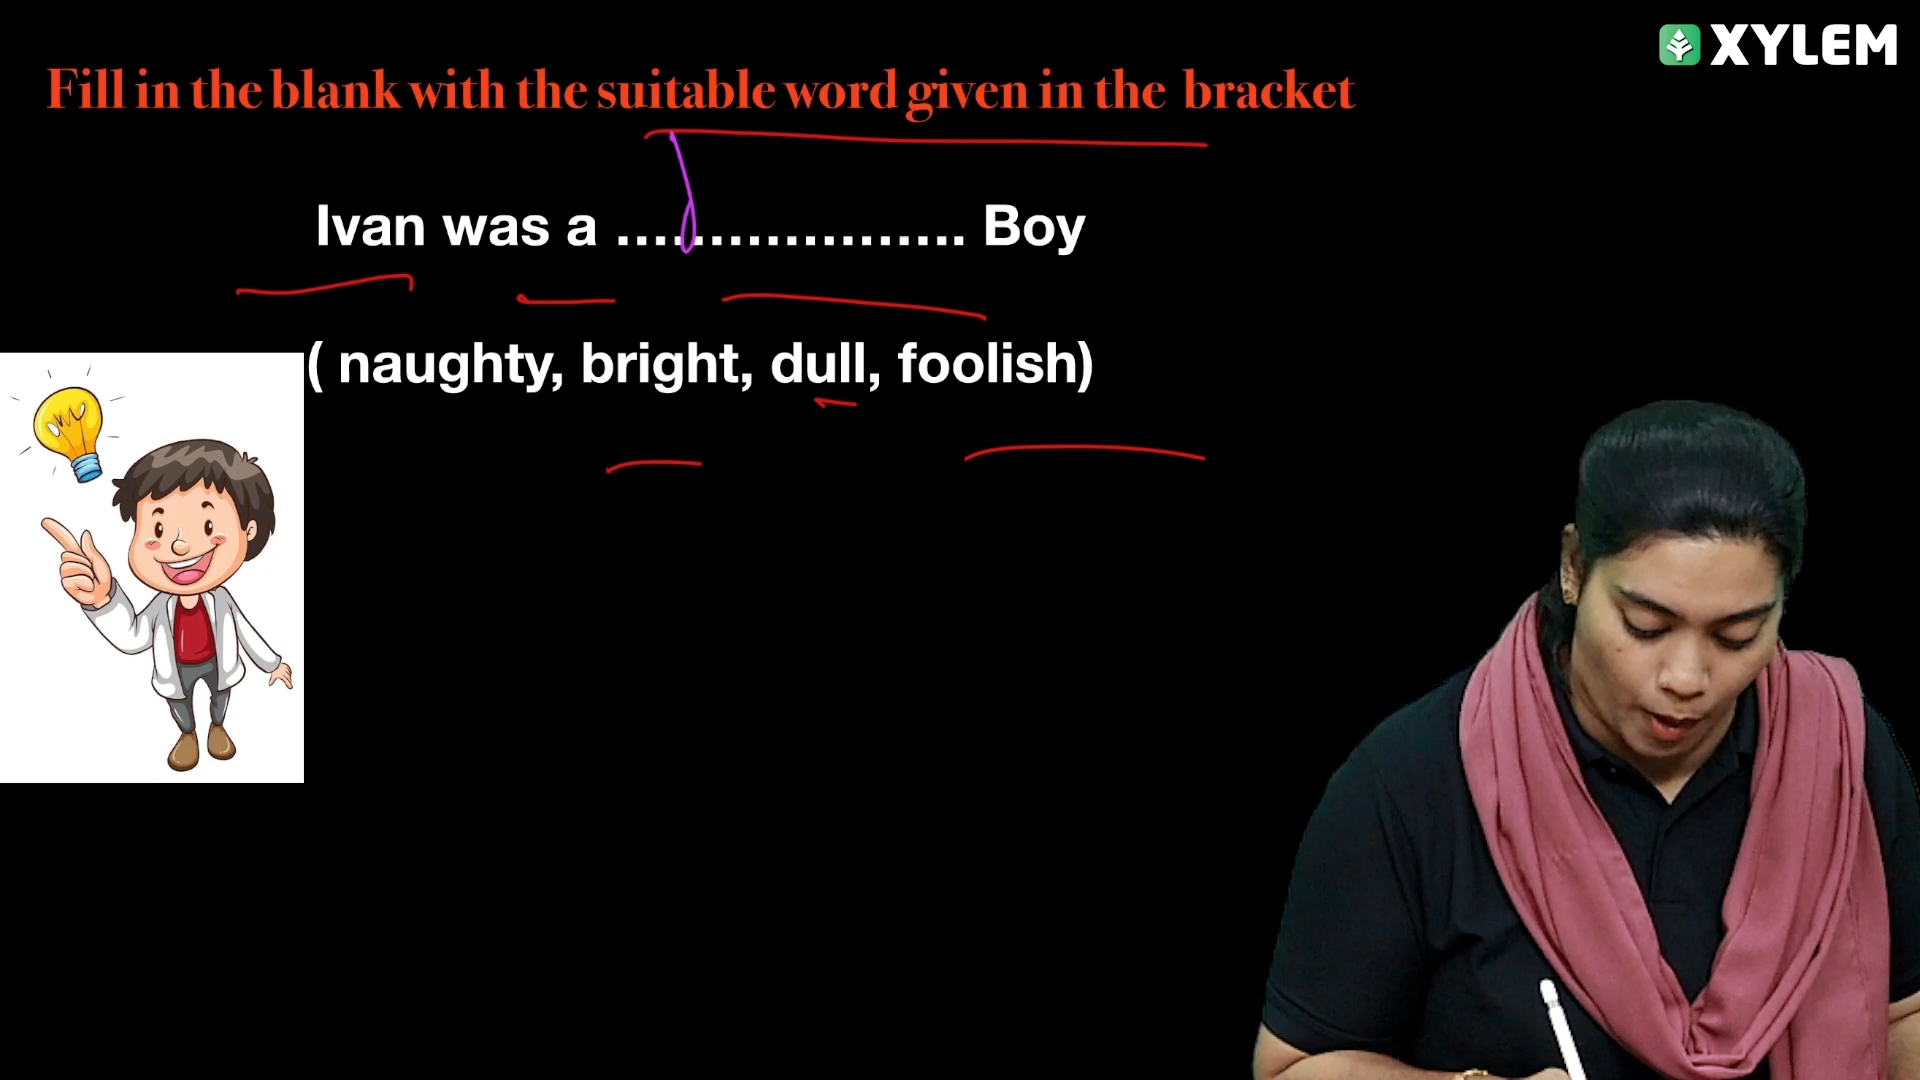 XYLEM
Fill in the blank with the suitable word given in the bracket
Ivan was a ................... Boy
( naughty, bright, dull, foolish)